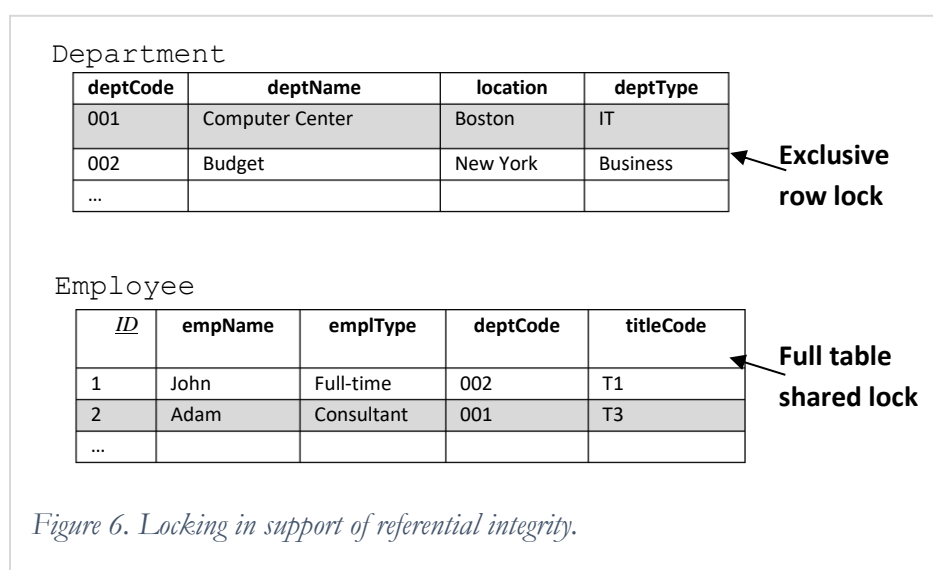 Department
deptCode deptName location deptType
001 Computer Center Boston IT
002 Budget New York Business
...
Exclusive
row lock
Employee
ID empName emplType deptCode titleCode
1 John Full-time 002 T1
2 Adam Consultant 001 T3
...
Full table
shared lock
Figure 6. Locking in support of referential integrity.